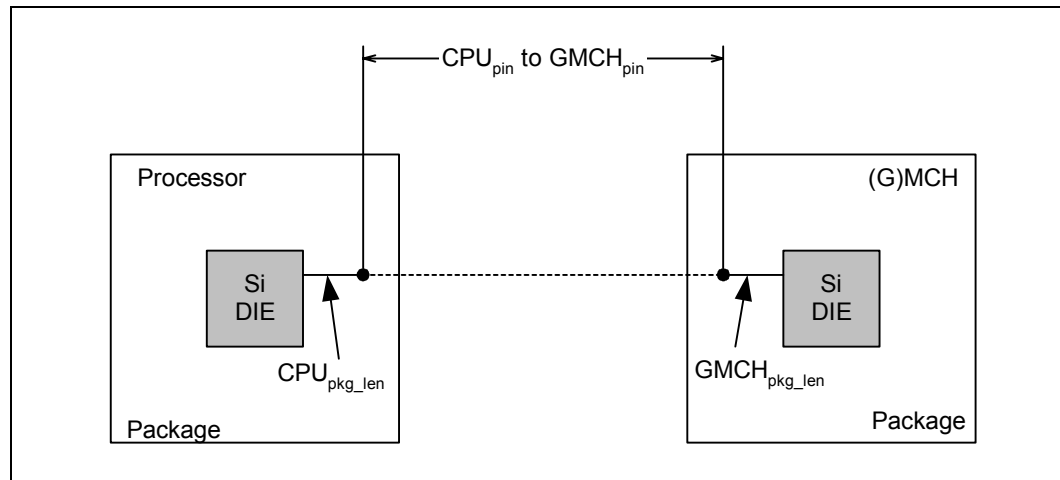 CPUpin to GMCHpin
Processor
(G)MCH
Si
DIE
Si
DIE
CPUpkg_len
GMCHpkg_len
Package
Package